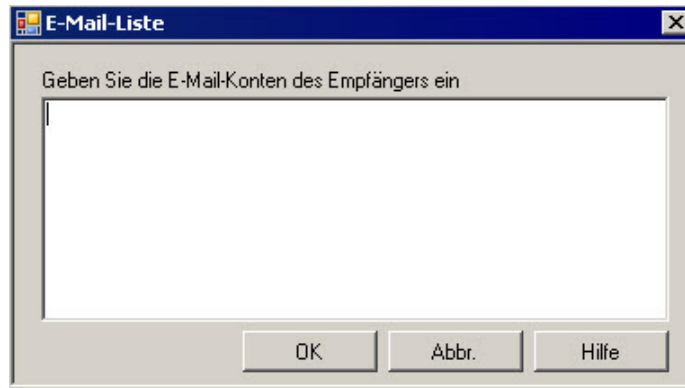 E-Mail-Liste
Geben Sie die E-Mail-Konten des Empfängers ein
OK Abbr. Hilfe